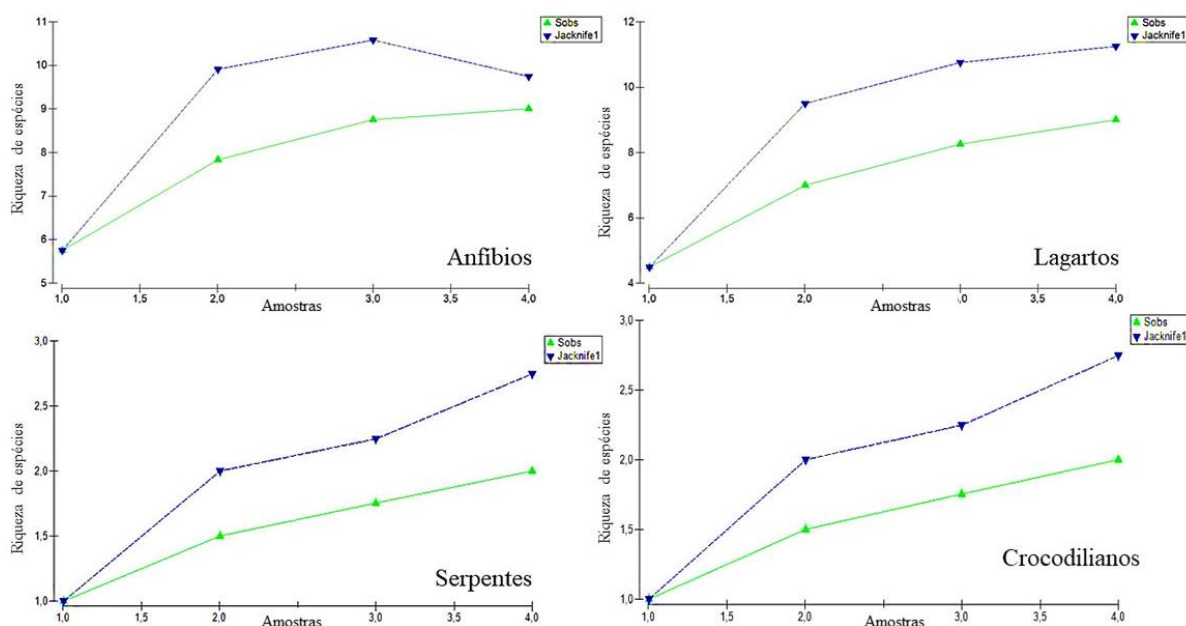 11
10
9
8
7
6
5
Riqueza de espécies
Sobs
Jacknife1
Anfíbios
1,0
1,5
2,0
2,5
3,0
3,5
4,0
Amostras
12
10
8
6
4
Riqueza de espécies
Sobs
Jacknife1
Lagartos
1,0
1,5
2,0
2,5
3,0
3,5
4,0
Amostras
3,0
2,5
2,0
1,5
1,0
Riqueza de espécies
Sobs
Jacknife1
Serpentes
1,0
1,5
2,0
2,5
3,0
3,5
4,0
Amostras
3,0
2,5
2,0
1,5
1,0
Riqueza de espécies
Sobs
Jacknife1
Crocodilianos
1,0
1,5
2,0
2,5
3,0
3,5
4,0
Amostras